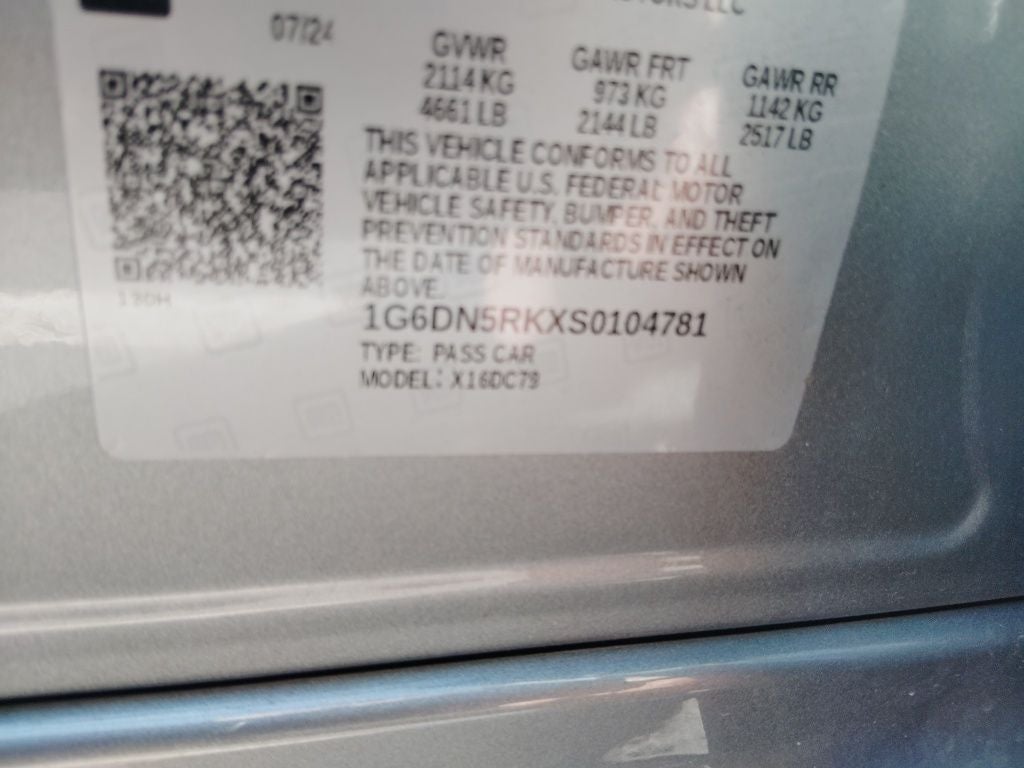 MOTORS LLC
07/24
GVWR GAWR FRT GAWR RR
2114 KG 973 KG 1142 KG
4661 LB 2144 LB 2517 LB
THIS VEHICLE CONFORMS TO ALL
APPLICABLE U.S. FEDERAL MOTOR
VEHICLE SAFETY, BUMPER, AND THEFT
PREVENTION STANDARDS IN EFFECT ON
THE DATE OF MANUFACTURE SHOWN
ABOVE.
1G6DN5RKXS0104781
TYPE: PASS CAR
MODEL: X16DC79